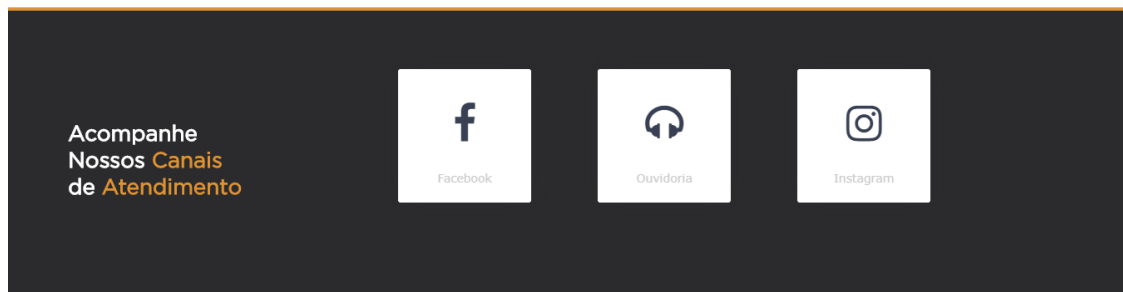 Acompanhe
Nossos Canais
de Atendimento
Facebook
Ouvidoria
Instagram